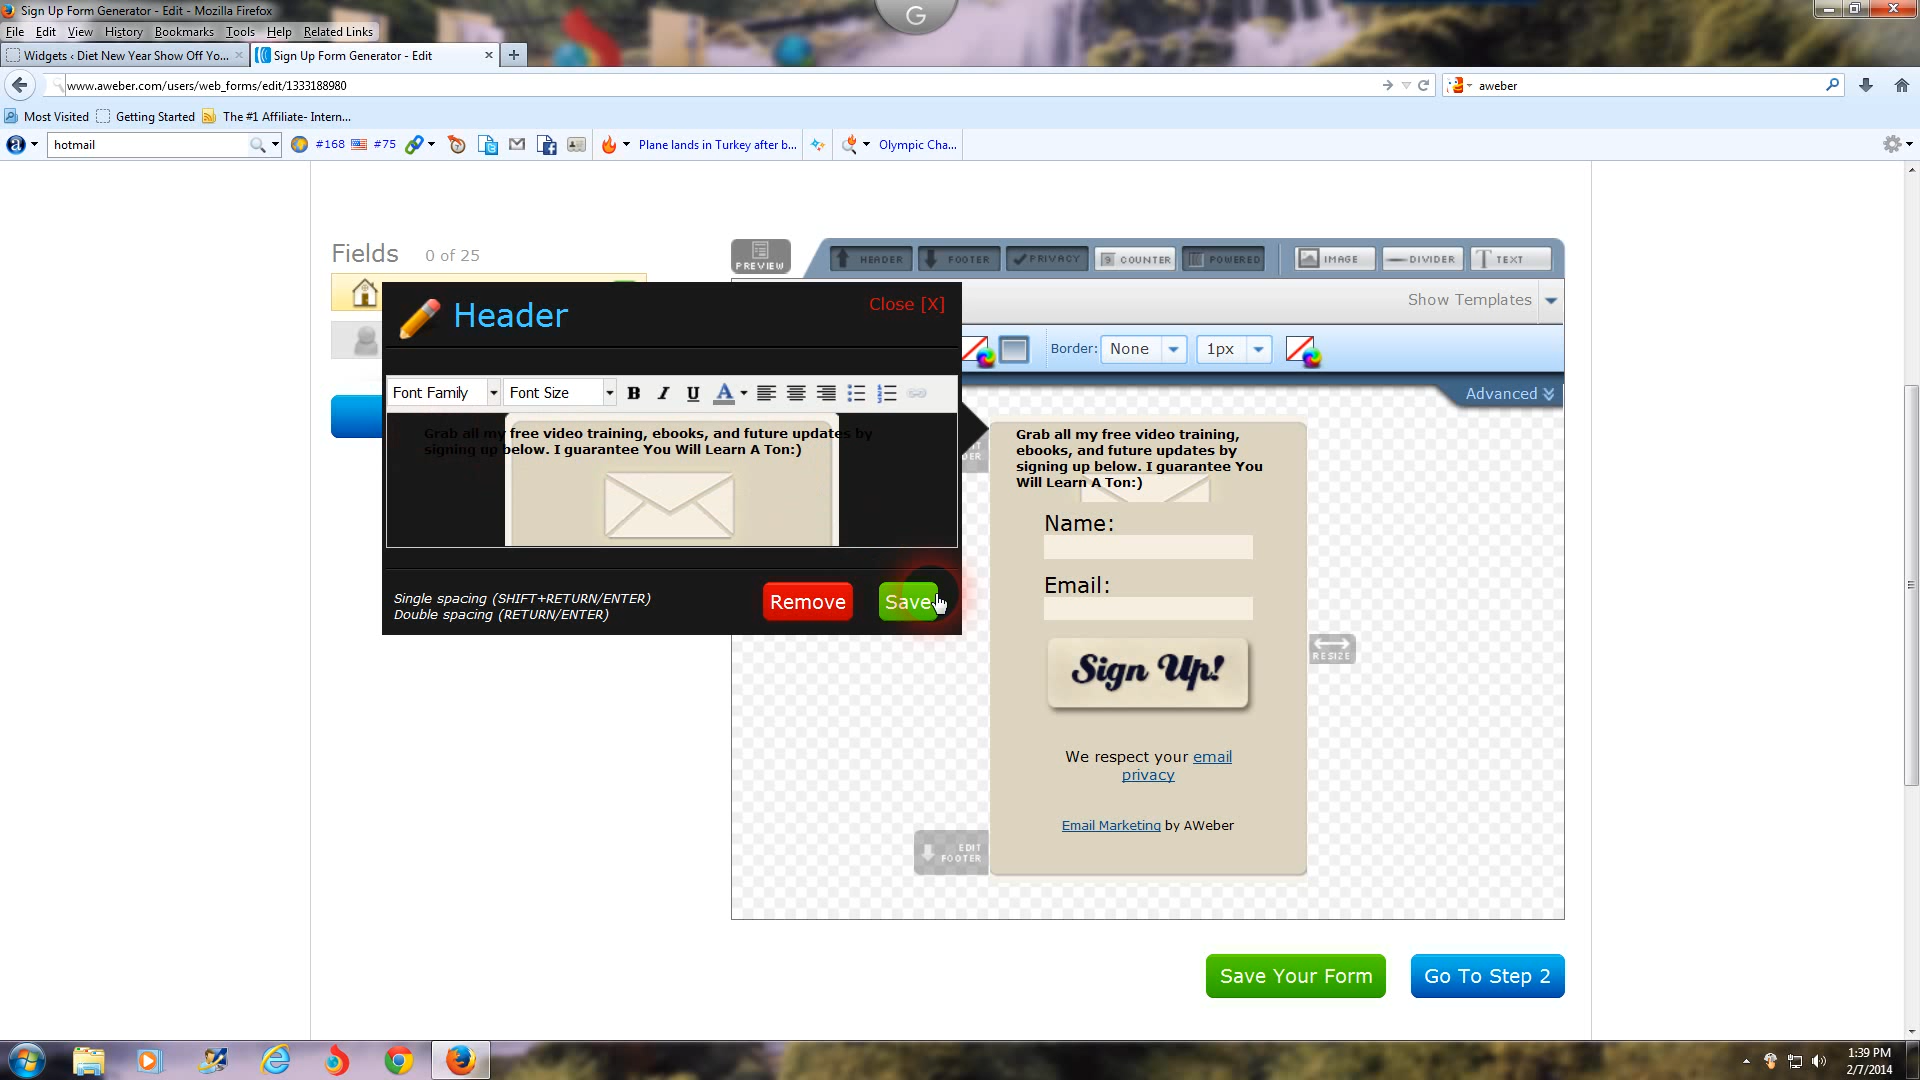 Sign Up Form Generator - Edit - Mozilla Firefox
G
File Edit View History Bookmarks Tools Help Related Links
Widgets ‹ Diet New Year Show Off Yo...
Sign Up Form Generator - Edit
www.aweber.com/users/web_forms/edit/1333188980
aweber
Most Visited Getting Started The #1 Affiliate- Intern...
hotmail
#168 #75
Plane lands in Turkey after b...
Olympic Cha...
Fields 0 of 25
PREVIEW
HEADER FOOTER PRIVACY COUNTER POWERED IMAGE DIVIDER TEXT
Show Templates
Header
Close [X]
Border: None 1px
Font Family Font Size B I U A
Advanced
Grab all my free video training, ebooks, and future updates by
signing up below. I guarantee You Will Learn A Ton:)
Grab all my free video training,
ebooks, and future updates by
signing up below. I guarantee You
Will Learn A Ton:)
Name:
Email:
Single spacing (SHIFT+RETURN/ENTER)
Double spacing (RETURN/ENTER)
Remove Save
RESIZE
Sign Up!
We respect your email
privacy
Email Marketing by AWeber
EDIT
FOOTER
Save Your Form Go To Step 2
1:39 PM
2/7/2014